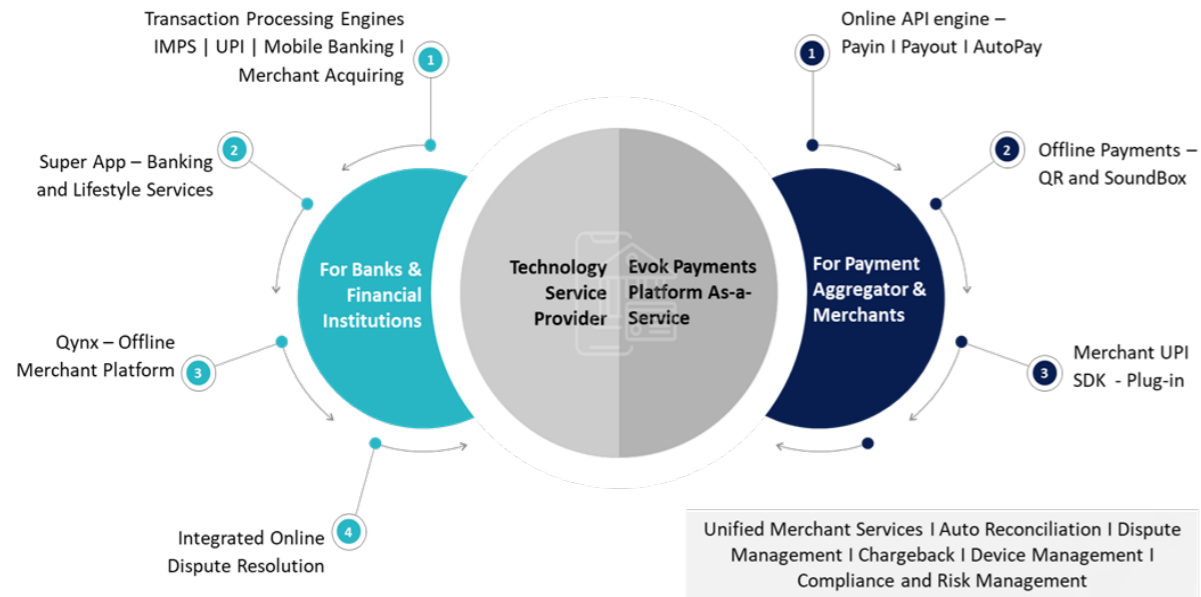 Transaction Processing Engines
IMPS | UPI | Mobile Banking I
Merchant Acquiring
1
2
Super App – Banking
and Lifestyle Services
Qynx – Offline
Merchant Platform
3
Integrated Online
Dispute Resolution
4
For Banks &
Financial
Institutions
Technology
Service
Provider
Evok Payments
Platform As-a-
Service
For Payment
Aggregator &
Merchants
Online API engine –
Payin I Payout I AutoPay
1
2
Offline Payments –
QR and SoundBox
3
Merchant UPI
SDK - Plug-in
Unified Merchant Services I Auto Reconciliation I Dispute
Management I Chargeback I Device Management I
Compliance and Risk Management